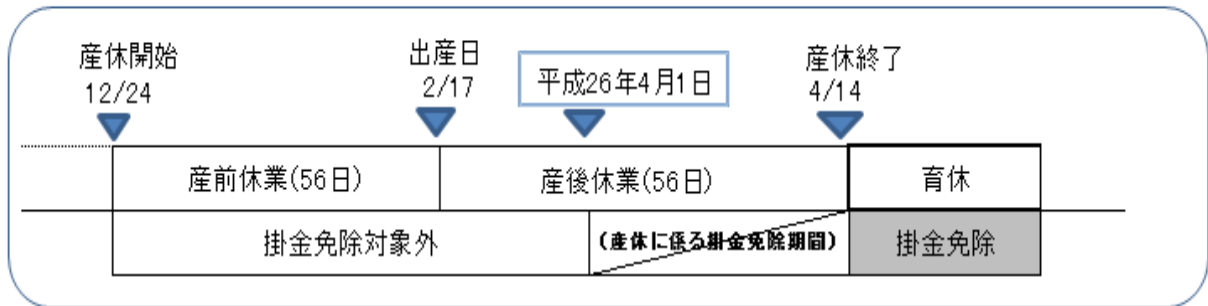 産休開始
12/24
出産日
2/17
平成26年4月1日
産休終了
4/14
産前休業(56日)
産後休業(56日)
育休
掛金免除対象外
(産休に係る掛金免除期間)
掛金免除